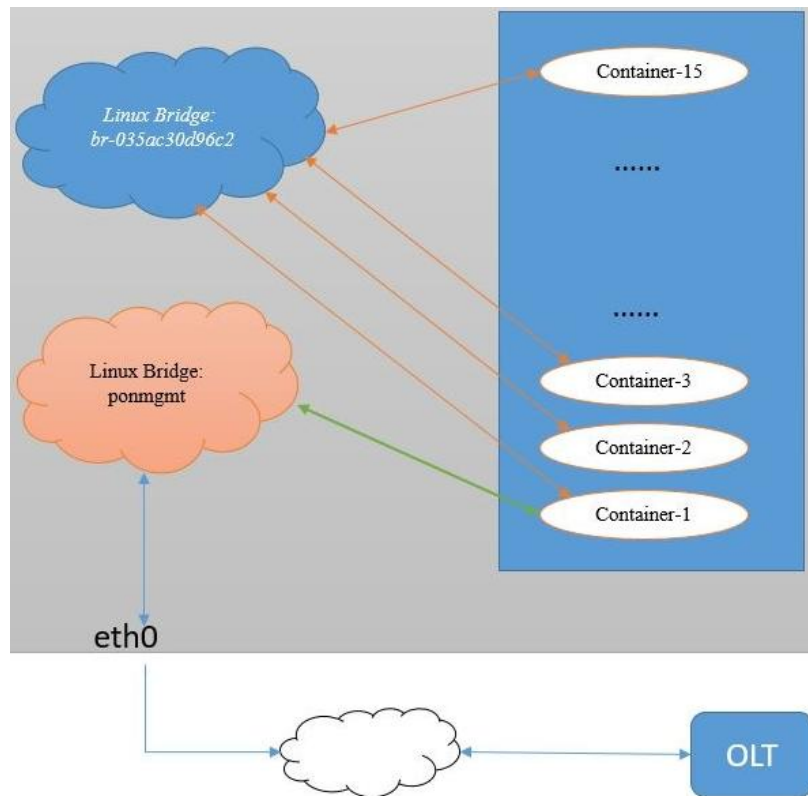 Linux Bridge:
br-035ac30d96c2
Container-15
......
......
Linux Bridge:
ponmgmt
Container-3
Container-2
Container-1
eth0
OLT